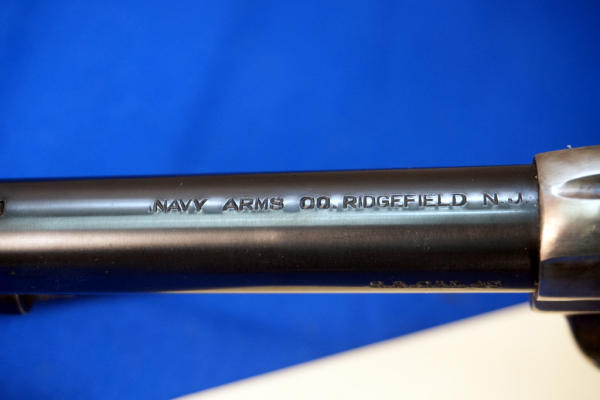 NAVY ARMS CO. RIDGEFIELD N.J.